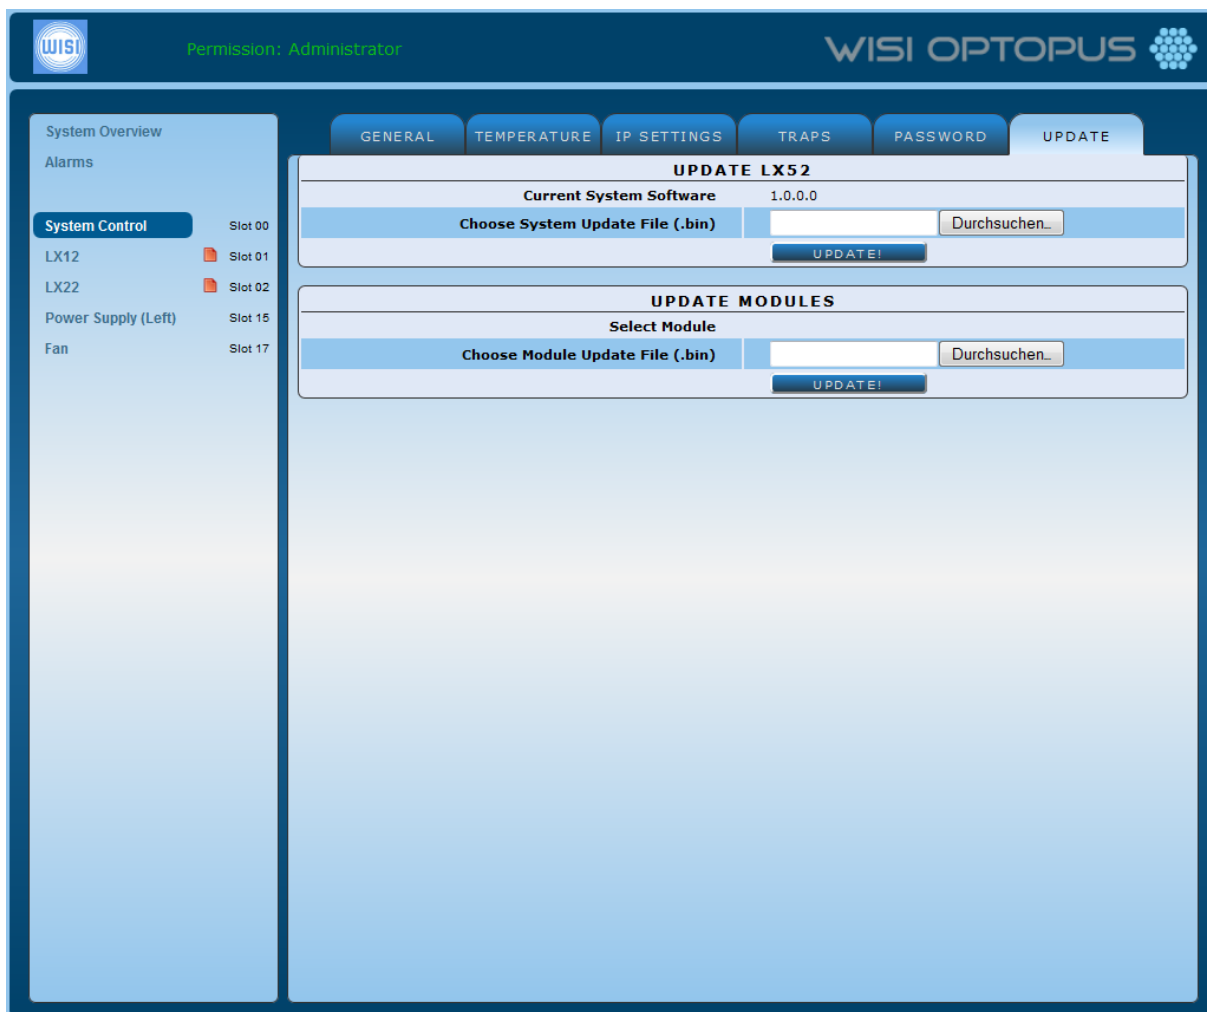 WISI
Permission: Administrator
WISI OPTOPUS
System Overview
Alarms
System Control Slot 00
LX12 Slot 01
LX22 Slot 02
Power Supply (Left) Slot 15
Fan Slot 17
GENERAL TEMPERATURE IP SETTINGS TRAPS PASSWORD UPDATE
UPDATE LX52
Current System Software 1.0.0.0
Choose System Update File (.bin) Durchsuchen...
UPDATE!
UPDATE MODULES
Select Module
Choose Module Update File (.bin) Durchsuchen...
UPDATE!